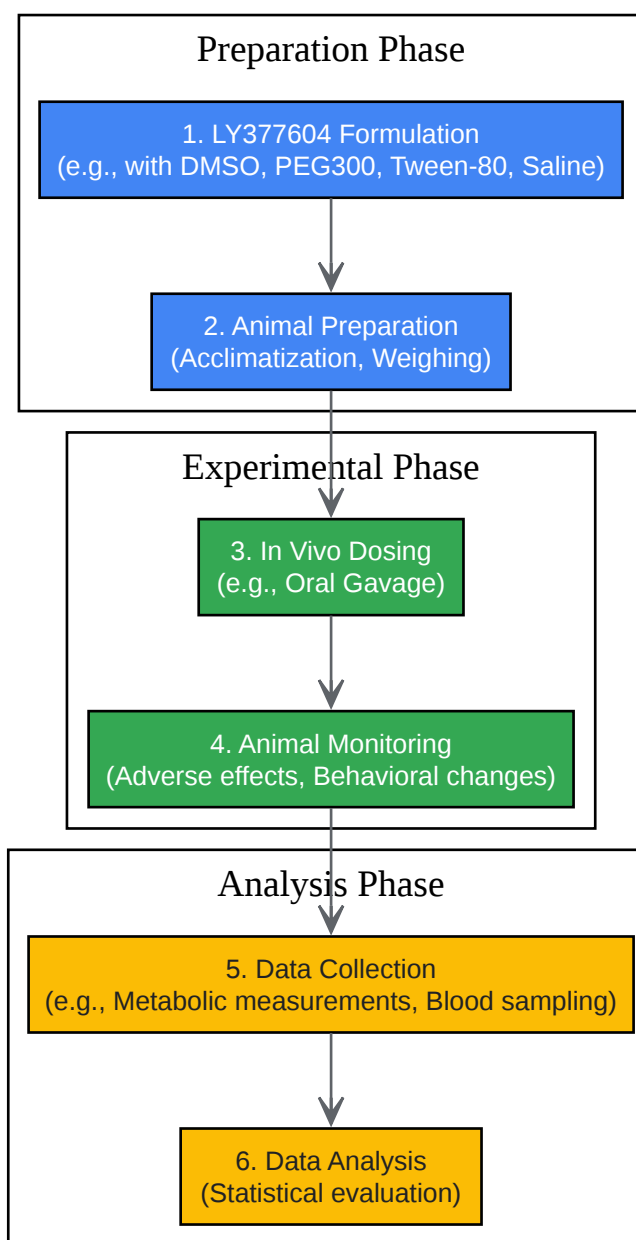 Preparation Phase
1. LY377604 Formulation
(e.g., with DMSO, PEG300, Tween-80, Saline)
2. Animal Preparation
(Acclimatization, Weighing)
Experimental Phase
3. In Vivo Dosing
(e.g., Oral Gavage)
4. Animal Monitoring
(Adverse effects, Behavioral changes)
Analysis Phase
5. Data Collection
(e.g., Metabolic measurements, Blood sampling)
6. Data Analysis
(Statistical evaluation)